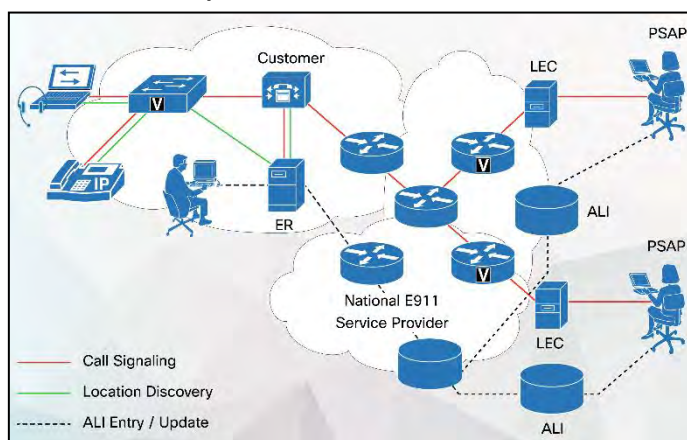 Customer
PSAP
LEC
V
V
IP
ER
ALI
PSAP
V
National E911
Service Provider
LEC
ALI
Call Signaling
Location Discovery
ALI Entry / Update